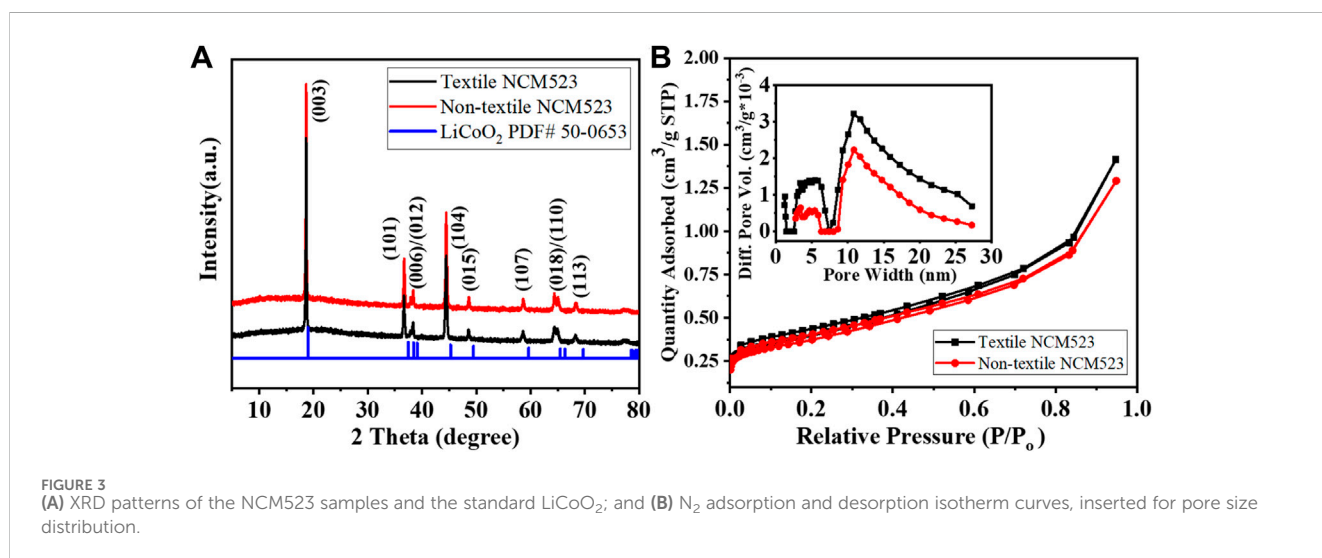 A
Textile NCM523
Non-textile NCM523
LiCoO₂ PDF# 50-0653
(003)
(101)
(006)/(012)
(104)
(015)
(107)
(018)/(110)
(113)
Intensity(a.u.)
10 20 30 40 50 60 70 80
2 Theta (degree)
B
2.00
1.75
1.50
1.25
1.00
0.75
0.50
0.25
Quantity Adsorbed (cm³/g STP)
Diff. Pore Vol. (cm³/g*10⁻³)
4
3
2
1
0
0 5 10 15 20 25 30
Pore Width (nm)
Textile NCM523
Non-textile NCM523
0.0 0.2 0.4 0.6 0.8 1.0
Relative Pressure (P/Pₒ)
FIGURE 3
(A) XRD patterns of the NCM523 samples and the standard LiCoO₂; and (B) N₂ adsorption and desorption isotherm curves, inserted for pore size
distribution.